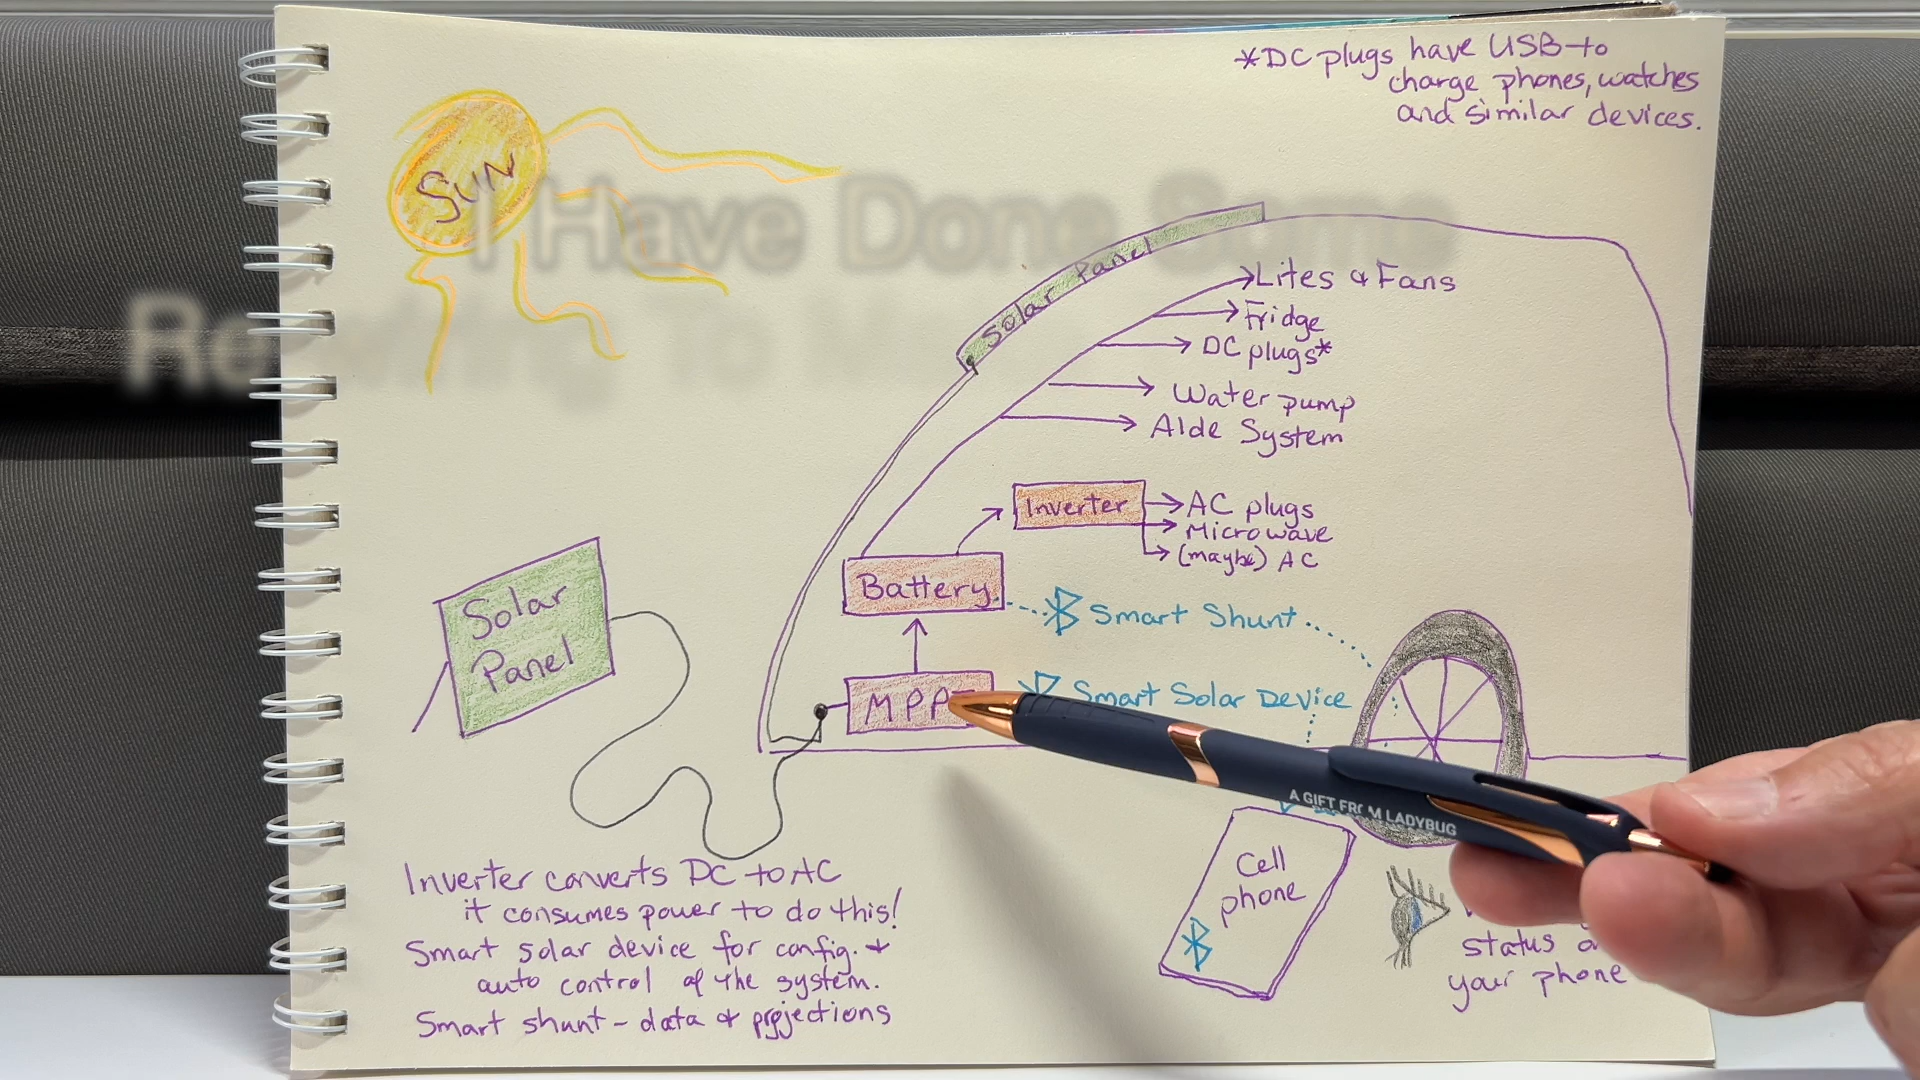 *DC plugs have USB to
charge phones, watches
and similar devices.
SUN
I Have Done Some
Solar Panel
Lites & Fans
Fridge
DC plugs*
Water pump
Alde System
Inverter
AC plugs
Microwave
(maybe) AC
Battery
Smart Shunt
Solar
Panel
MPP
Smart Solar Device
A GIFT FROM LADYBUG
Cell
phone
status
your phone
Inverter converts DC to AC
it consumes power to do this!
Smart solar device for config. &
auto control of the system.
Smart shunt - data & projections